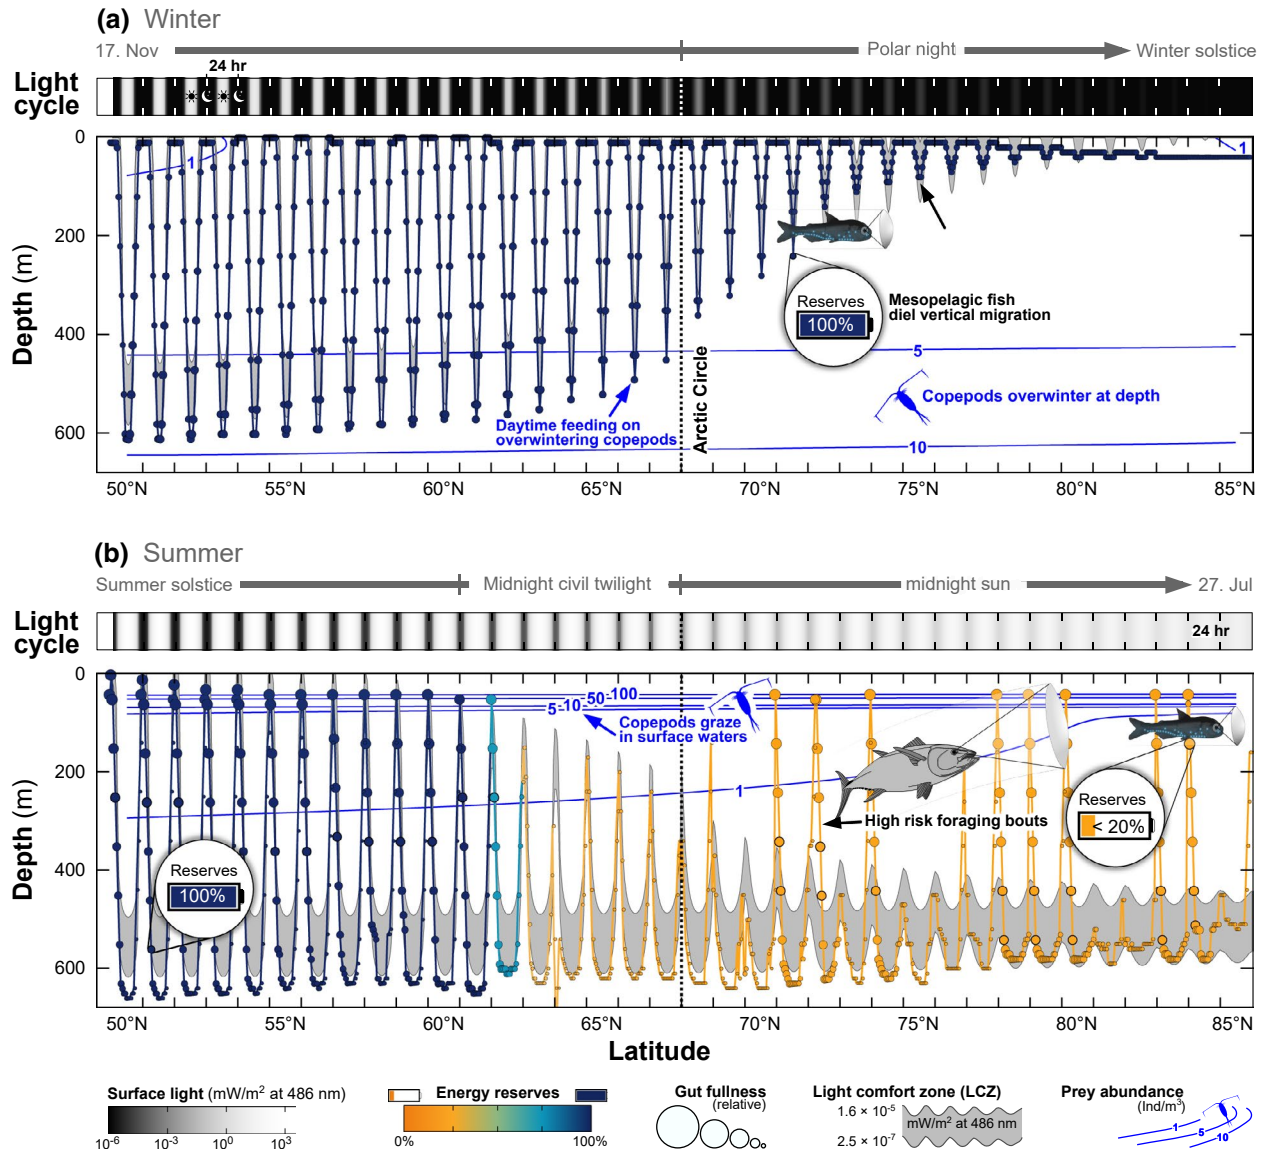 (a) Winter
17. Nov
Polar night
Winter solstice
24 hr
Light
cycle
0
200
400
600
Depth (m)
1
1
Reserves
100%
Mesopelagic fish
diel vertical migration
5
Arctic Circle
Copepods overwinter at depth
Daytime feeding on
overwintering copepods
10
50°N
55°N
60°N
65°N
70°N
75°N
80°N
85°N
(b) Summer
Summer solstice
Midnight civil twilight
midnight sun
27. Jul
Light
cycle
24 hr
0
200
400
600
Depth (m)
5-10-50-100
Copepods graze
in surface waters
1
High risk foraging bouts
Reserves
< 20%
Reserves
100%
50°N
55°N
60°N
65°N
70°N
75°N
80°N
85°N
Latitude
Surface light (mW/m² at 486 nm)
10⁻⁶
10⁻³
10⁰
10³
Energy reserves
0%
100%
Gut fullness
(relative)
Light comfort zone (LCZ)
1.6 × 10⁻⁵
mW/m² at 486 nm
2.5 × 10⁻⁷
Prey abundance
(Ind/m³)
1
5
10